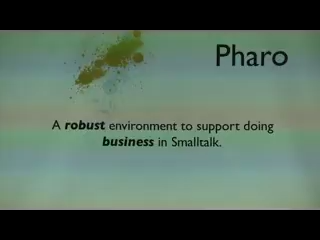 Pharo
A robust environment to support doing
business in Smalltalk.